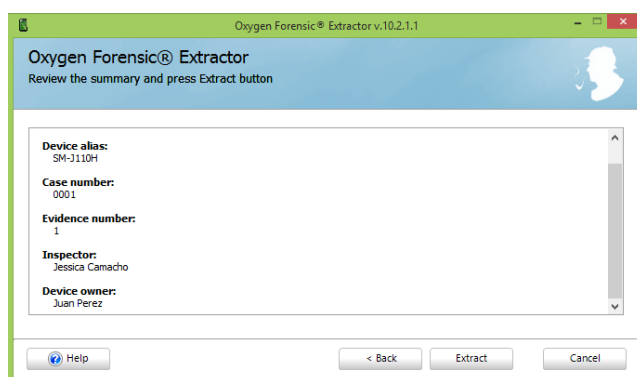 Oxygen Forensic® Extractor v.10.2.1.1
Oxygen Forensic® Extractor
Review the summary and press Extract button
Device alias:
SM-J110H
Case number:
0001
Evidence number:
1
Inspector:
Jessica Camacho
Device owner:
Juan Perez
Help
< Back
Extract
Cancel